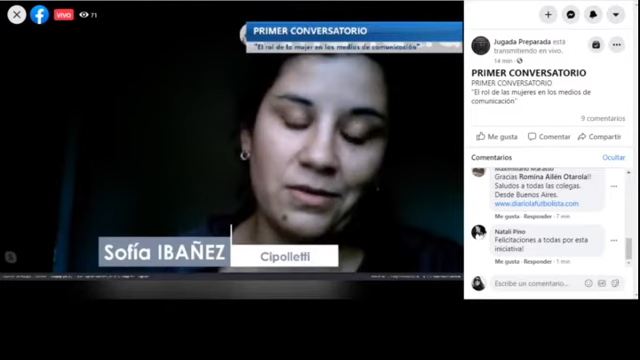 VIVO
71
PRIMER CONVERSATORIO
"El rol de la mujer en los medios de comunicación"
Sofía IBAÑEZ
Cipolletti
Jugada Preparada está
transmitiendo en vivo.
14 min
PRIMER CONVERSATORIO
PRIMER CONVERSATORIO
"El rol de las mujeres en los medios de
comunicación"
9 comentarios
Me gusta
Comentar
Compartir
Comentarios
Ocultar
Gracias Romina Ailén Otarola!!
Saludos a todas las colegas.
Desde Buenos Aires.
www.diariolafutbolista.com
Me gusta · Responder · 7 min
Natali Pino
Felicitaciones a todas por esta
iniciativa!
Me gusta · Responder · 1 min
Escribe un comentario...